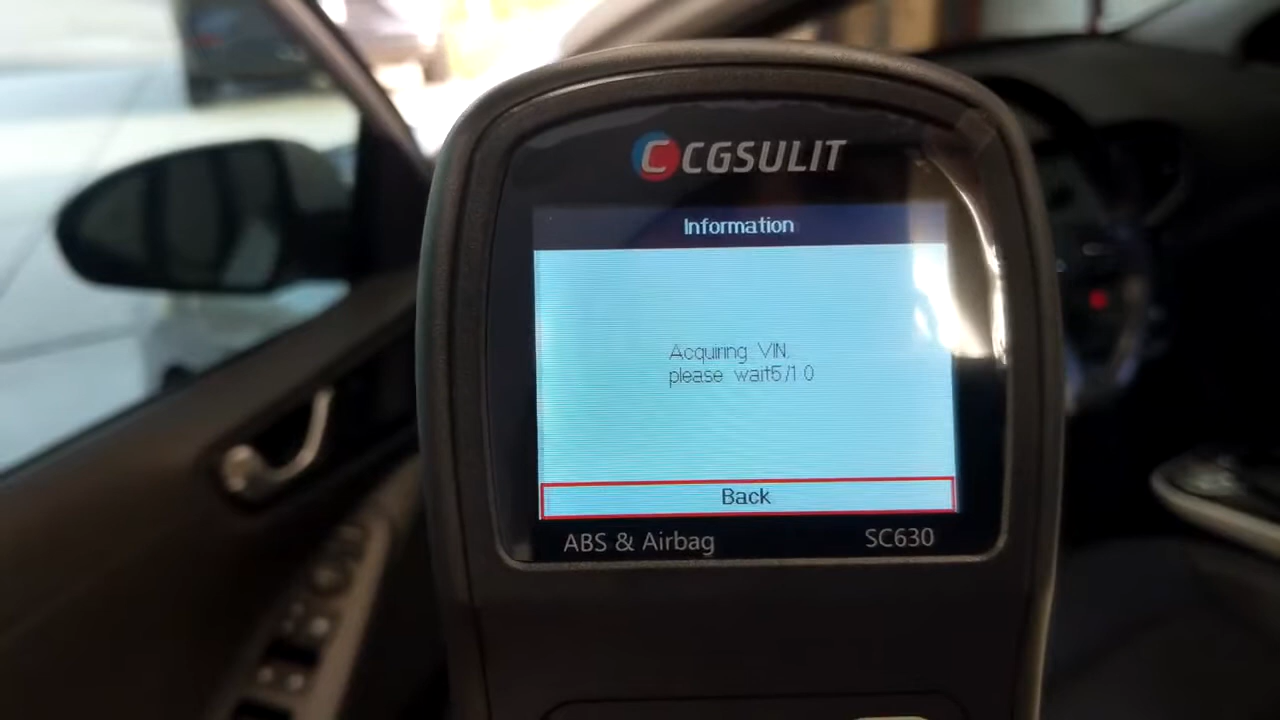 CGSULIT
Information
Acquiring VIN,
please wait5/10
Back
ABS & Airbag SC630